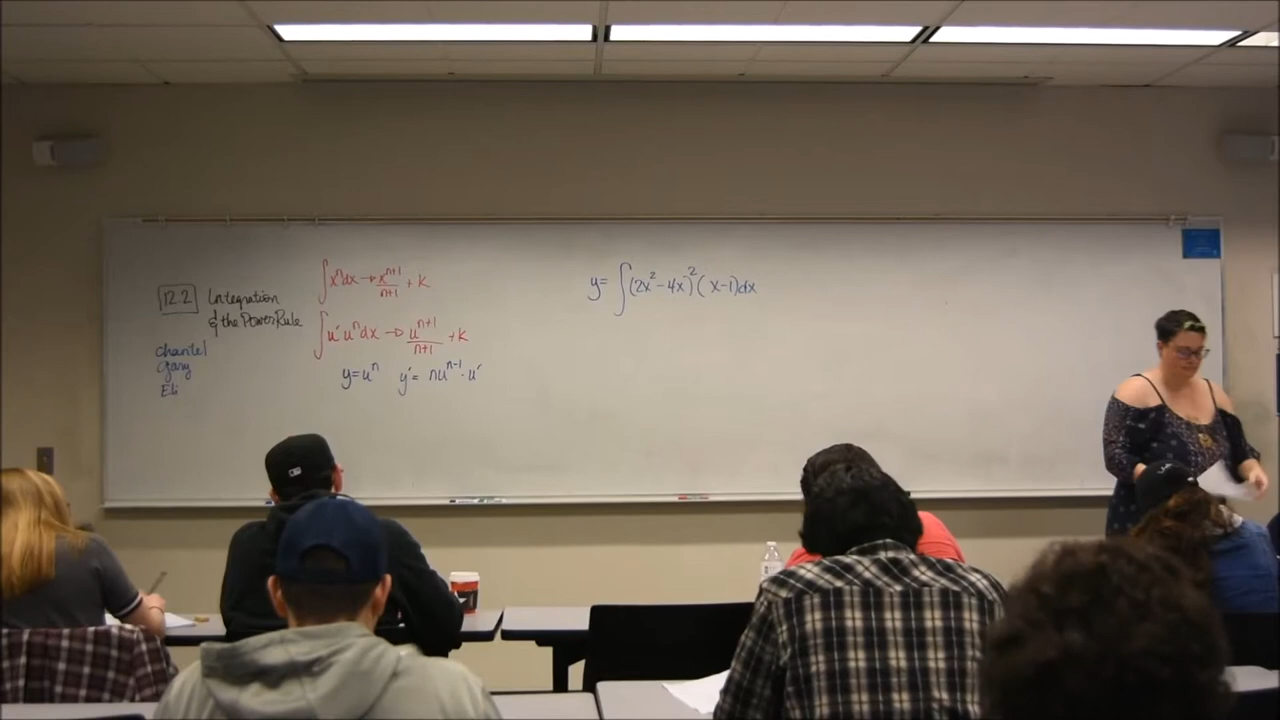 12.2 Integration
& the Power Rule
Chantel
Gary
Eli
∫xⁿdx → xⁿ⁺¹/n+1 + K
∫u′uⁿdx → uⁿ⁺¹/n+1 + K
y=uⁿ y′= nuⁿ⁻¹·u′
y= ∫(2x²-4x)²(x-1)dx